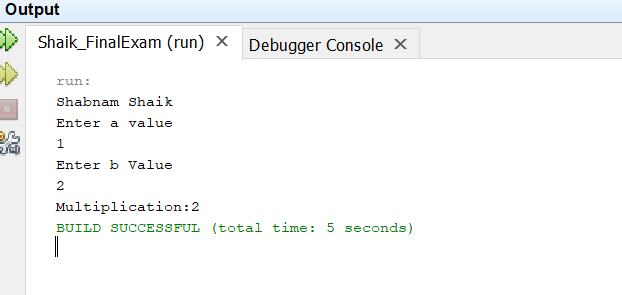 Output
Shaik_FinalExam (run) ×
Debugger Console ×
run:
Shabnam Shaik
Enter a value
1
Enter b Value
2
Multiplication:2
BUILD SUCCESSFUL (total time: 5 seconds)